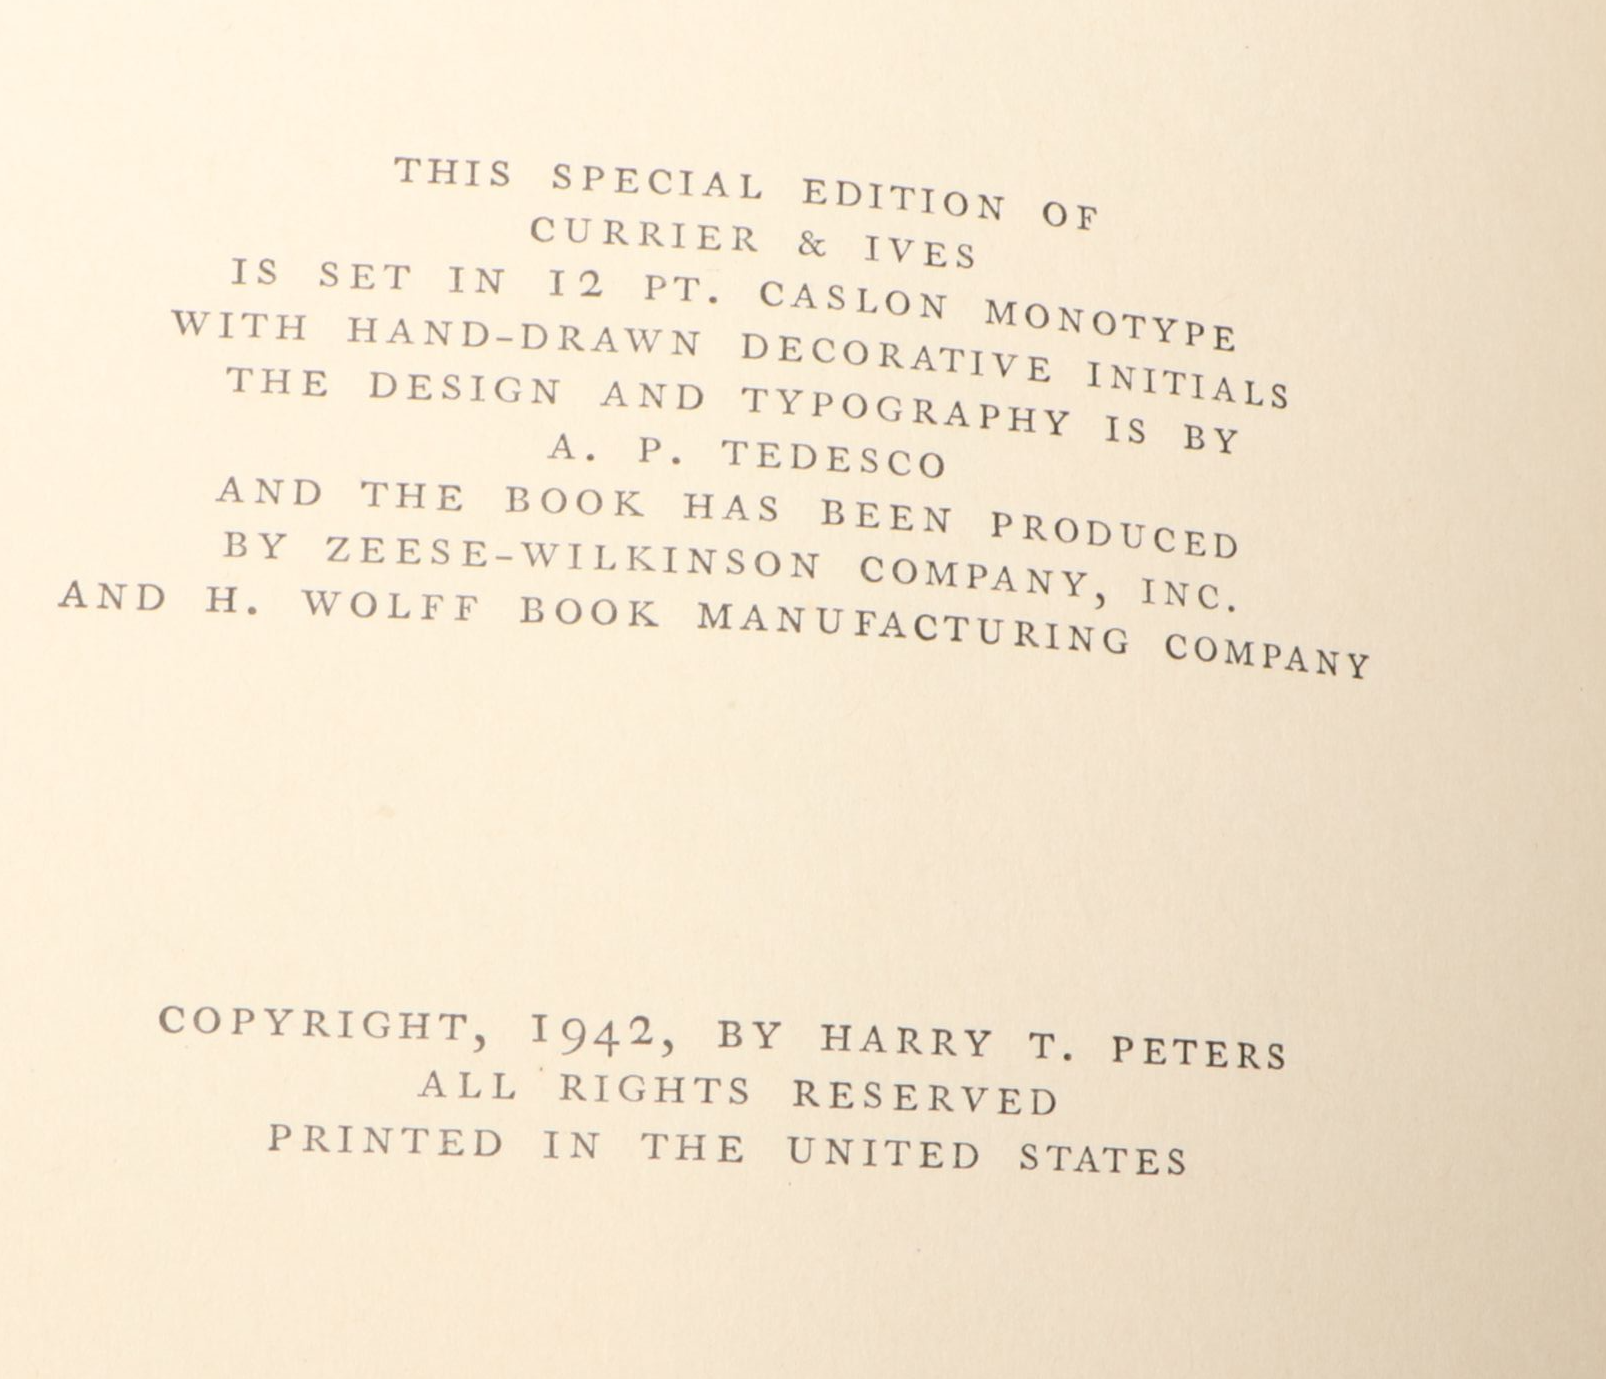 THIS SPECIAL EDITION OF
CURRIER & IVES
IS SET IN 12 PT. CASLON MONOTYPE
WITH HAND-DRAWN DECORATIVE INITIALS
THE DESIGN AND TYPOGRAPHY IS BY
A. P. TEDESCO
AND THE BOOK HAS BEEN PRODUCED
BY ZEESE-WILKINSON COMPANY, INC.
AND H. WOLFF BOOK MANUFACTURING COMPANY
COPYRIGHT, 1942, BY HARRY T. PETERS
ALL RIGHTS RESERVED
PRINTED IN THE UNITED STATES